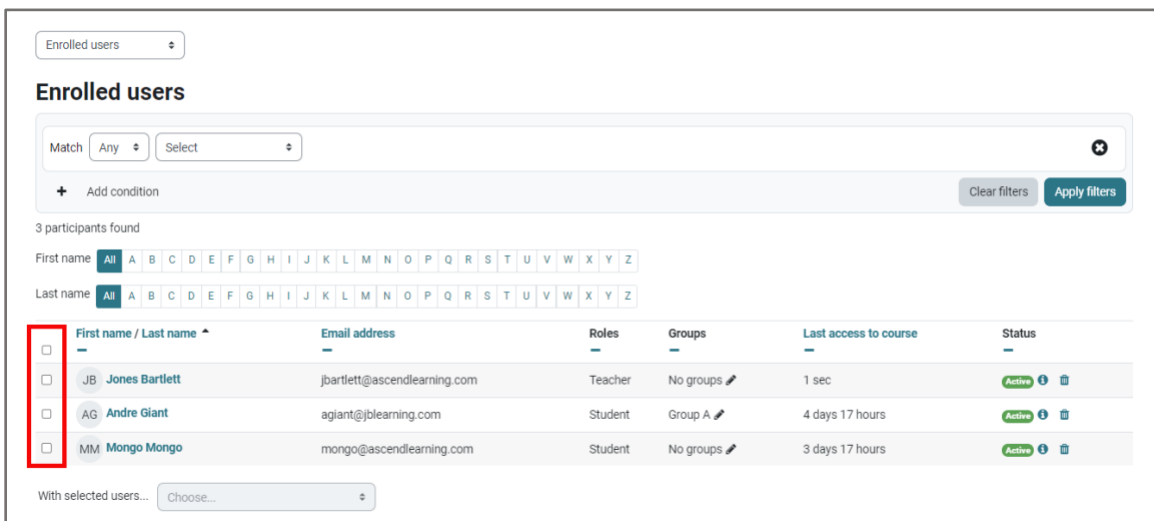 Enrolled users
Enrolled users
Match Any Select
Add condition Clear filters Apply filters
3 participants found
First name All A B C D E F G H I J K L M N O P Q R S T U V W X Y Z
Last name All A B C D E F G H I J K L M N O P Q R S T U V W X Y Z
First name / Last name Email address Roles Groups Last access to course Status
JB Jones Bartlett jbartlett@ascendlearning.com Teacher No groups 1 sec Active
AG Andre Giant agiant@jblearning.com Student Group A 4 days 17 hours Active
MM Mongo Mongo mongo@ascendlearning.com Student No groups 3 days 17 hours Active
With selected users... Choose...